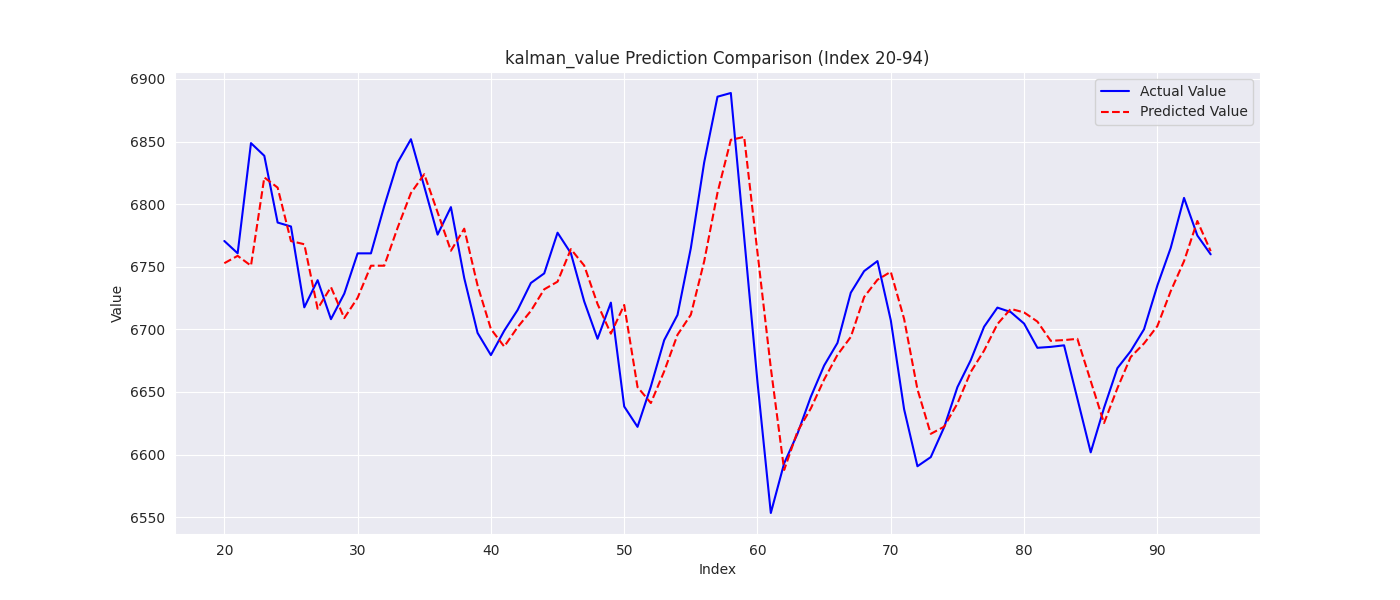 kalman_value Prediction Comparison (Index 20-94)
Actual Value
Predicted Value
Value
6900
6850
6800
6750
6700
6650
6600
6550
20 30 40 50 60 70 80 90
Index